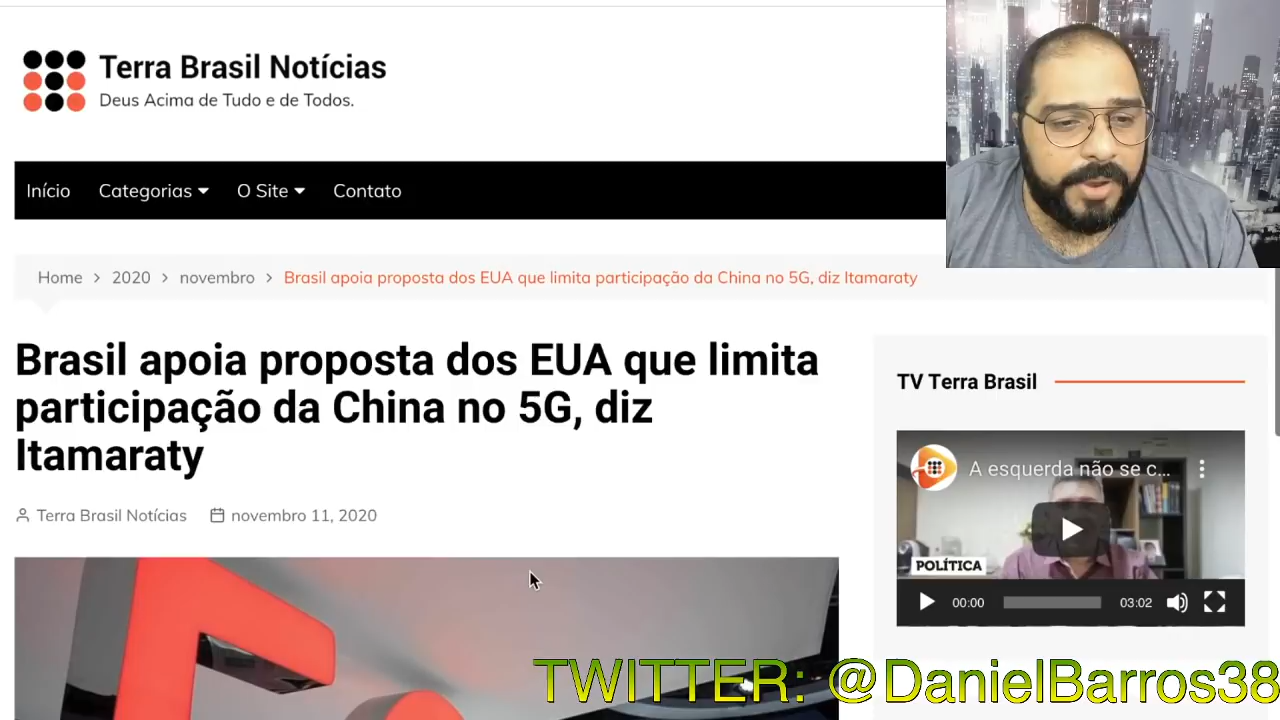 Terra Brasil Notícias
Deus Acima de Tudo e de Todos.
Início Categorias O Site Contato
Home > 2020 > novembro > Brasil apoia proposta dos EUA que limita participação da China no 5G, diz Itamaraty
Brasil apoia proposta dos EUA que limita
participação da China no 5G, diz
Itamaraty
Terra Brasil Notícias novembro 11, 2020
TV Terra Brasil
A esquerda não se c...
POLÍTICA
00:00 03:02
TWITTER: @DanielBarros38